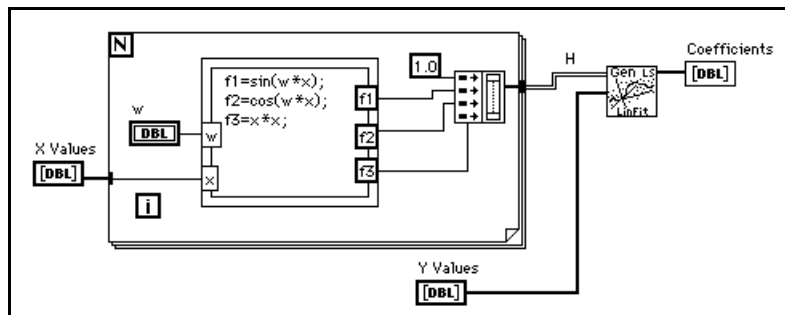 N
f1=sin(w*x);
f2=cos(w*x);
f3=x*x;
w
DBL
w
X Values
[DBL]
x
i
f1
f2
f3
1.0
H
Gen LS
LinFit
Coefficients
[DBL]
Y Values
[DBL]